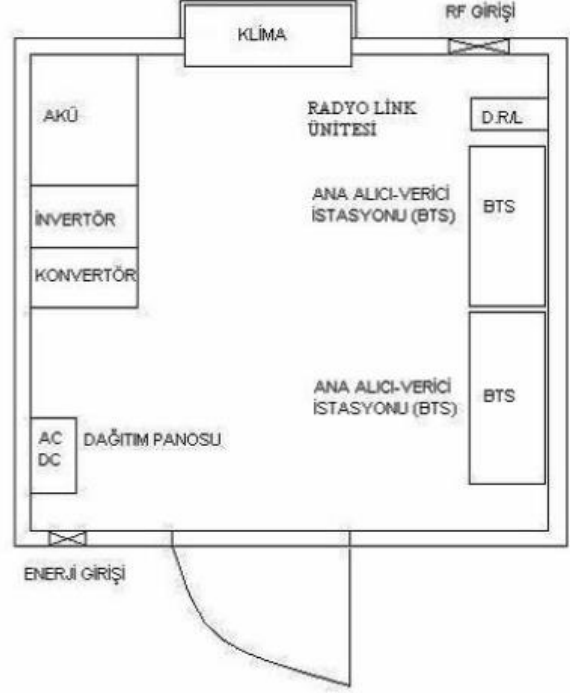 RF GİRİŞİ
KLİMA
AKÜ
RADYO LİNK
ÜNİTESİ
D.R/L
ANA ALICI-VERİCİ
İSTASYONU (BTS)
BTS
İNVERTÖR
KONVERTÖR
ANA ALICI-VERİCİ
İSTASYONU (BTS)
BTS
AC
DC
DAĞITIM PANOSU
ENERJİ GİRİŞİ